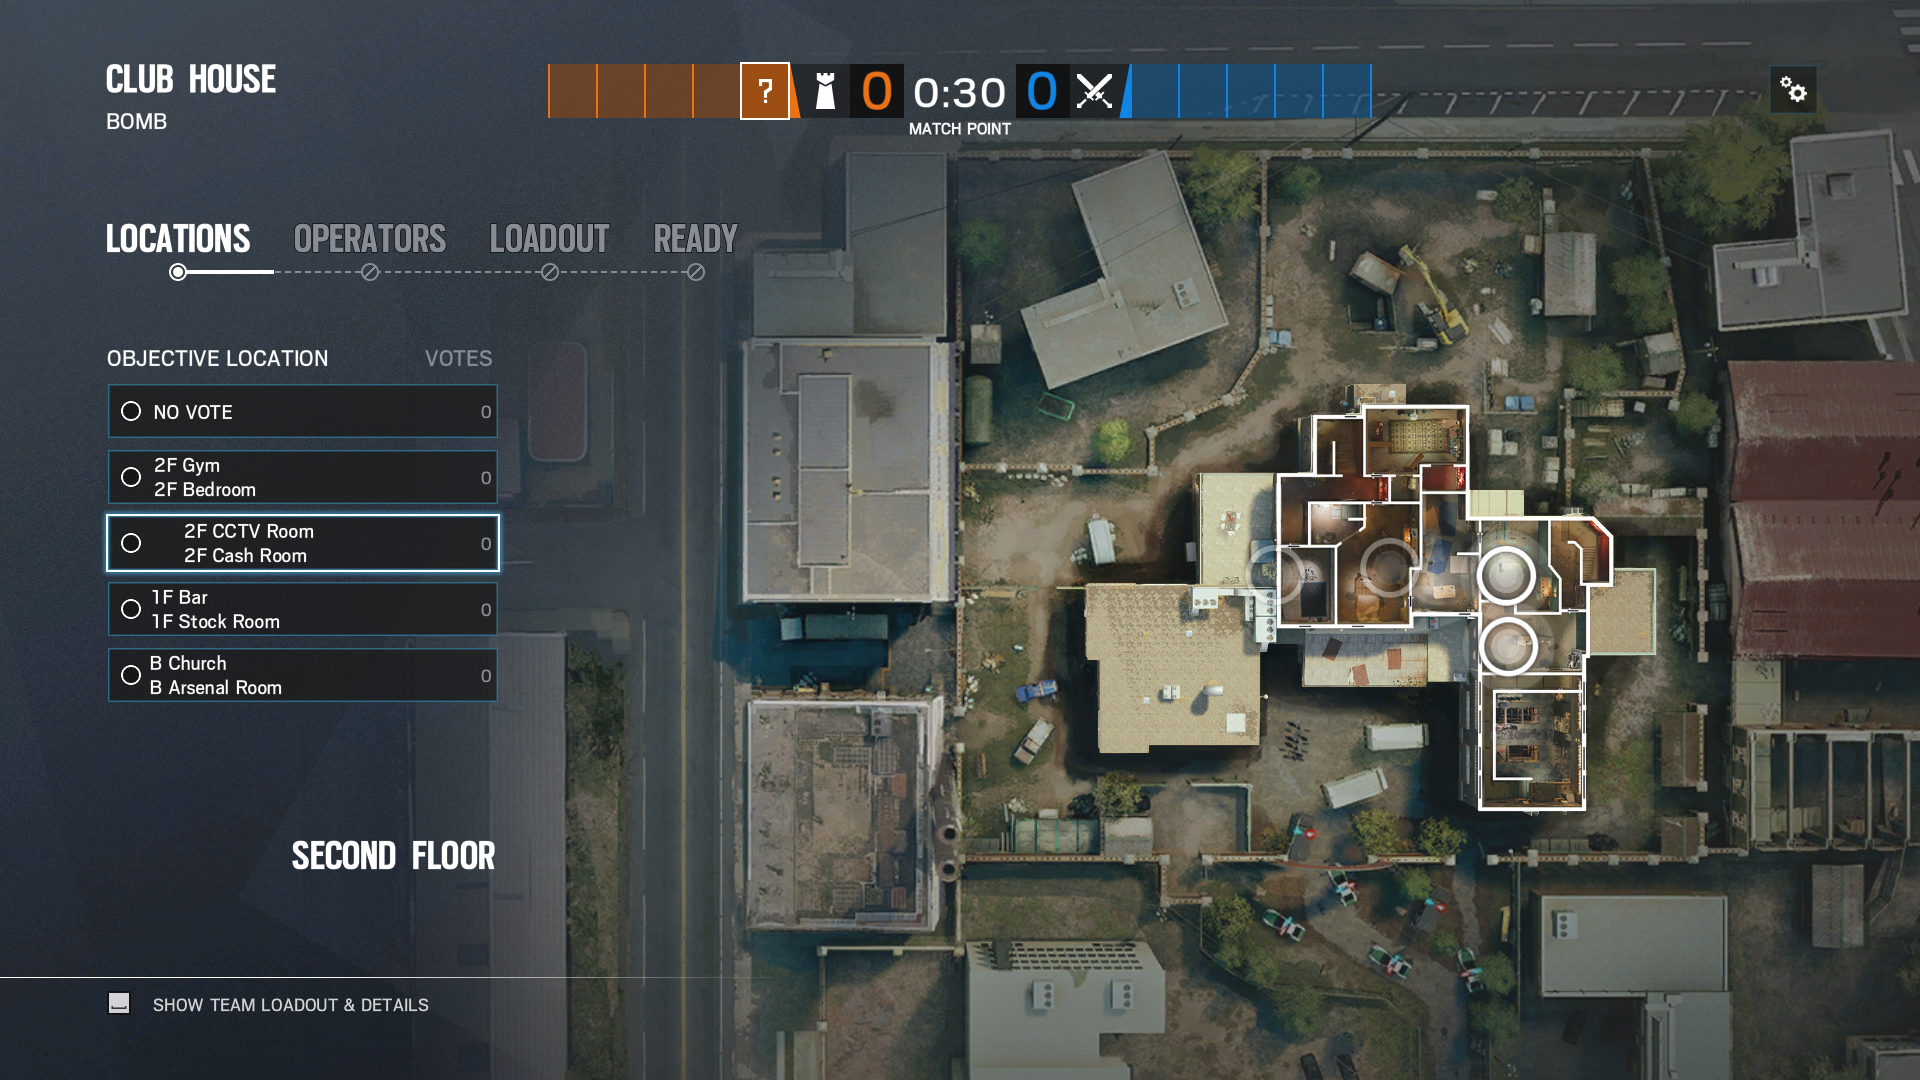 CLUB HOUSE
BOMB
?
0
0:30
0
MATCH POINT
LOCATIONS
OPERATORS
LOADOUT
READY
OBJECTIVE LOCATION
VOTES
NO VOTE
0
2F Gym
2F Bedroom
0
2F CCTV Room
2F Cash Room
0
1F Bar
1F Stock Room
0
B Church
B Arsenal Room
0
SECOND FLOOR
SHOW TEAM LOADOUT & DETAILS